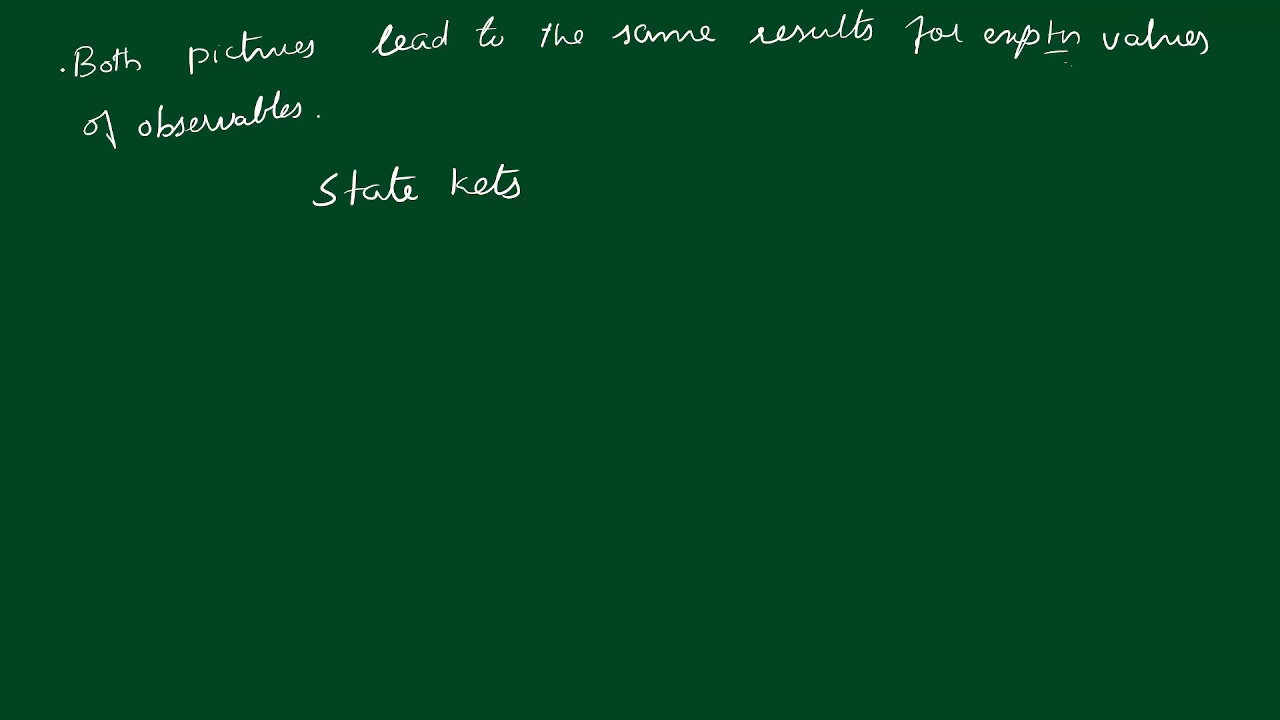 . Both pictures lead to the same results for exptn values
of observables.
State kets